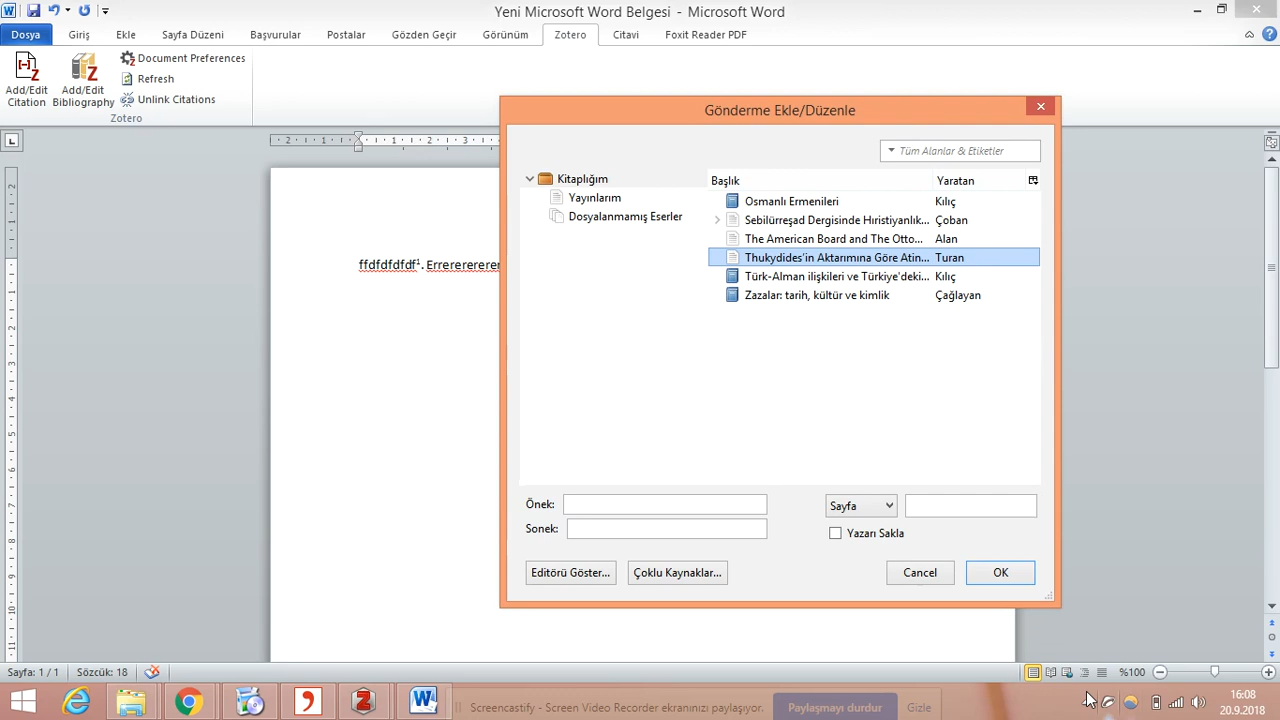 Yeni Microsoft Word Belgesi - Microsoft Word
Dosya Giriş Ekle Sayfa Düzeni Başvurular Postalar Gözden Geçir Görünüm Zotero Citavi Foxit Reader PDF
Add/Edit Citation
Add/Edit Bibliography
Document Preferences
Refresh
Unlink Citations
Zotero
Gönderme Ekle/Düzenle
Tüm Alanlar & Etiketler
Kitaplığım
Yayınlarım
Dosyalanmamış Eserler
Başlık Yaratan
Osmanlı Ermenileri Kılıç
Sebilürreşad Dergisinde Hıristiyanlık... Çoban
The American Board and The Otto... Alan
Thukydides'in Aktarımına Göre Atin... Turan
Türk-Alman ilişkileri ve Türkiye'deki... Kılıç
Zazalar: tarih, kültür ve kimlik Çağlayan
ffdfdfdfdf¹. Errerererere
Önek:
Sayfa
Sonek:
Yazarı Sakla
Editörü Göster... Çoklu Kaynaklar... Cancel OK
Sayfa: 1 / 1 Sözcük: 18 %100
Screencastify - Screen Video Recorder ekranınızı paylaşıyor. Paylaşmayı durdur Gizle
16:08
20.9.2018